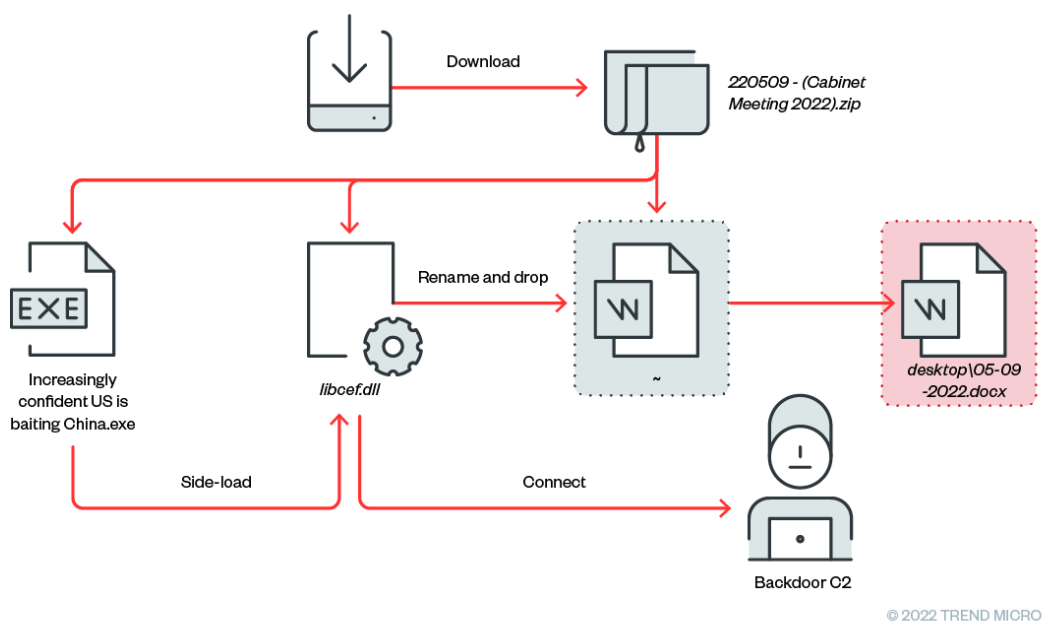 Download
220509 - (Cabinet
Meeting 2022).zip
Rename and drop
EXE
W
W
Increasingly
confident US is
baiting China.exe
libcef.dll
~
desktop\05-09
-2022.docx
Side-load
Connect
Backdoor C2
© 2022 TREND MICRO